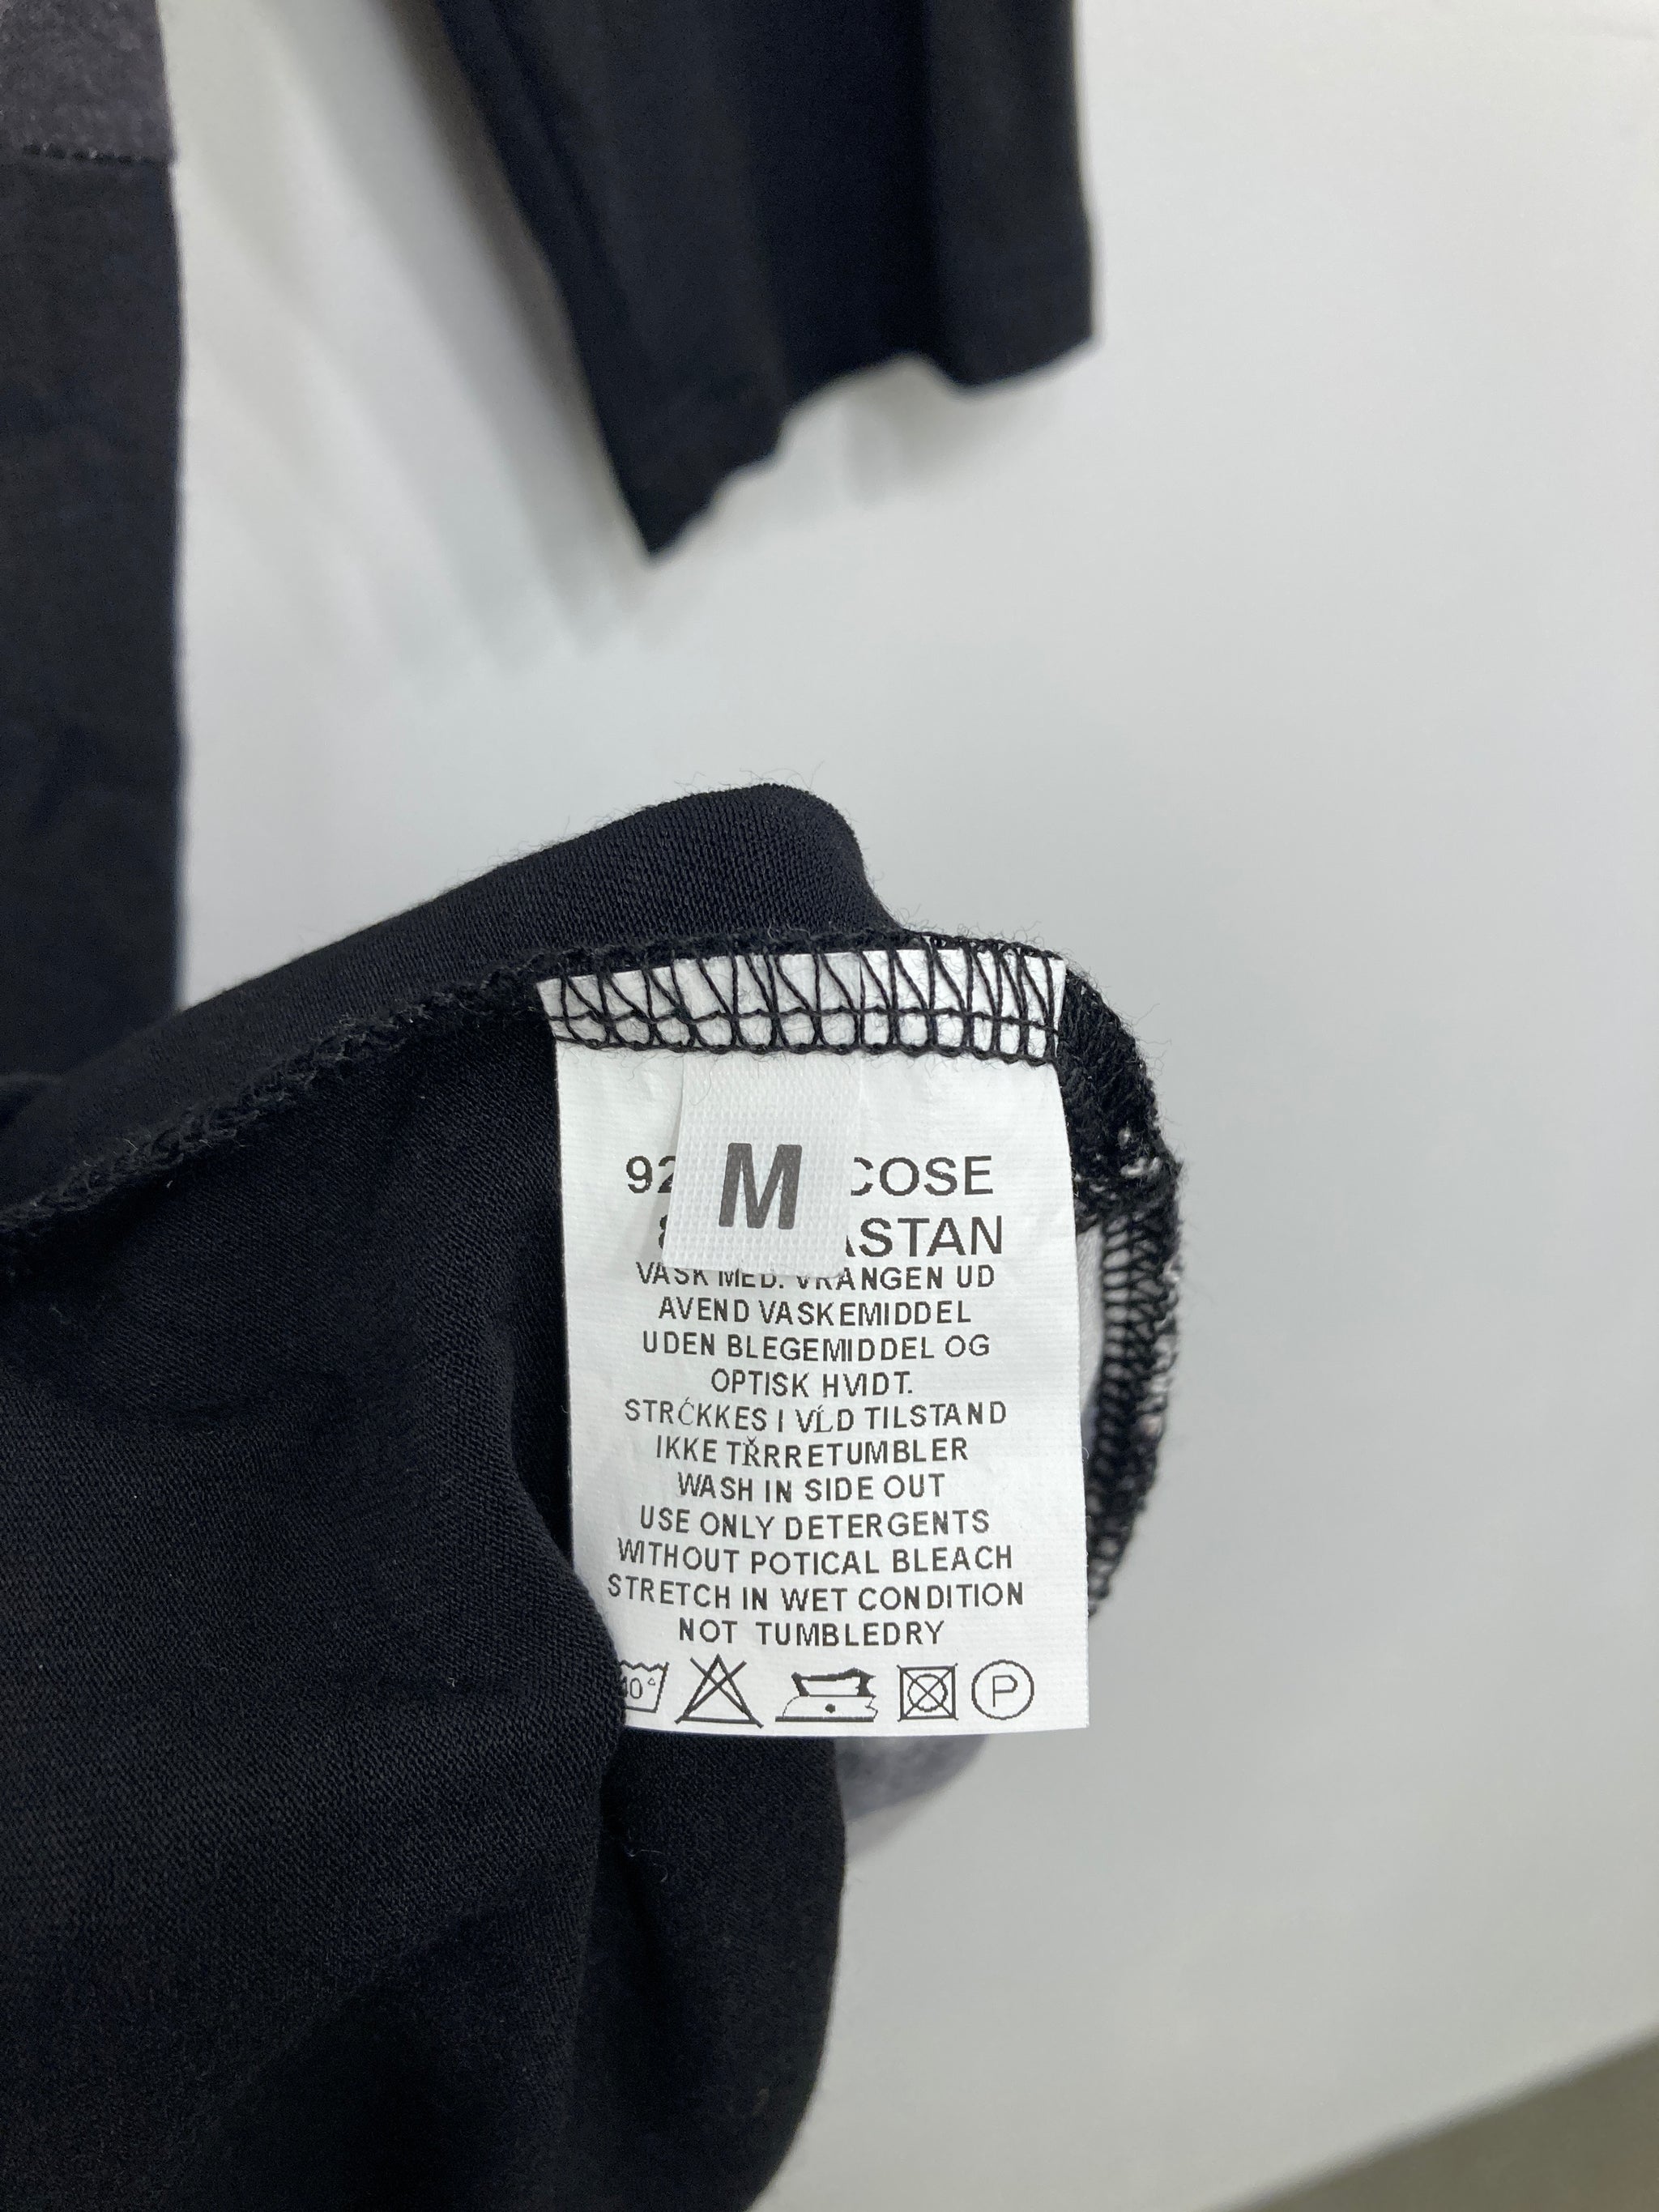 M
92 COSE
ASTAN
VASK MED. VRANGEN UD
AVEND VASKEMIDDEL
UDEN BLEGEMIDDEL OG
OPTISK HVIDT.
STRĆKKES I VĹD TILSTAND
IKKE TŘRRETUMBLER
WASH IN SIDE OUT
USE ONLY DETERGENTS
WITHOUT POTICAL BLEACH
STRETCH IN WET CONDITION
NOT TUMBLEDRY
40° P